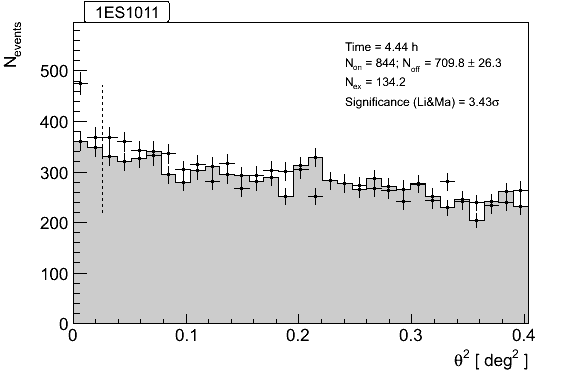 1ES1011
N_events
Time = 4.44 h
N_on = 844; N_off = 709.8 ± 26.3
N_ex = 134.2
Significance (Li&Ma) = 3.43σ
500
400
300
200
100
0
0 0.1 0.2 0.3 0.4
θ² [ deg² ]